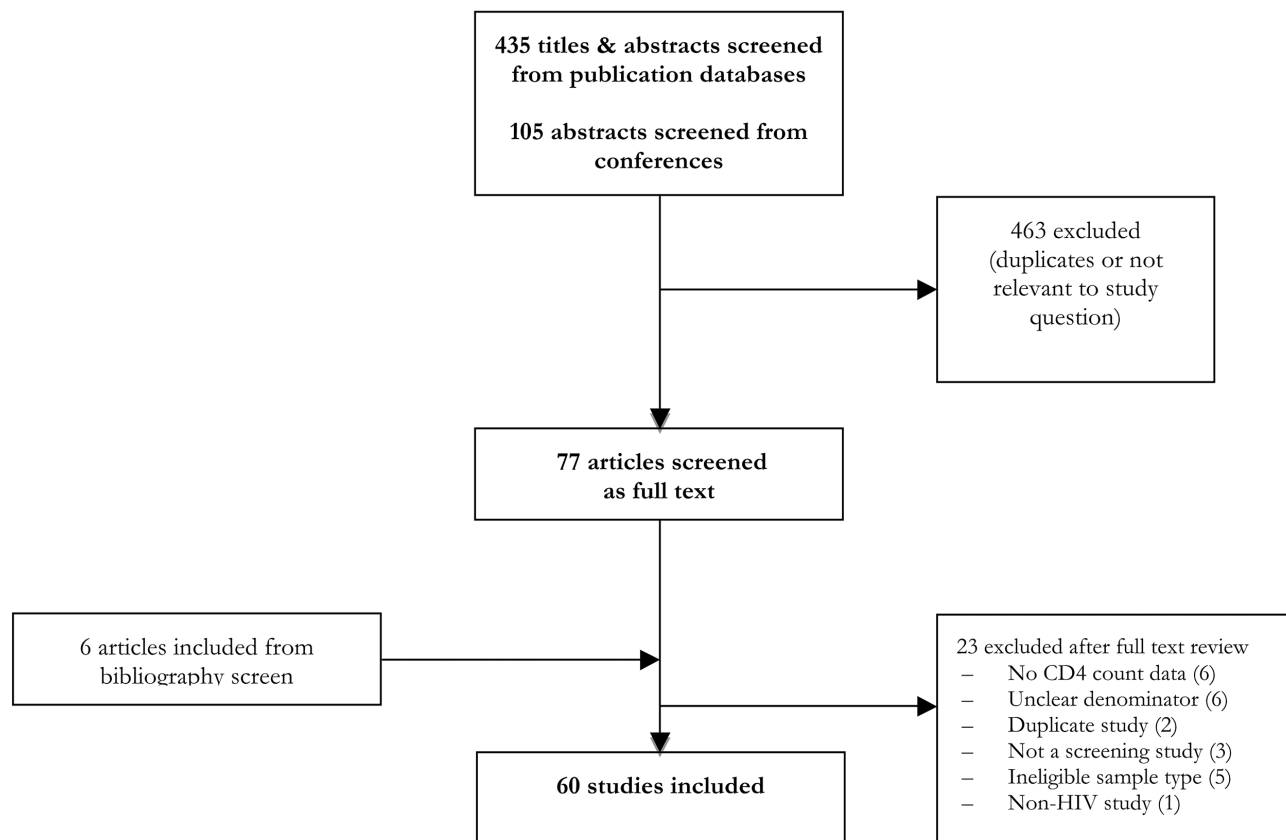 435 titles & abstracts screened
from publication databases
105 abstracts screened from
conferences
463 excluded
(duplicates or not
relevant to study
question)
77 articles screened
as full text
6 articles included from
bibliography screen
23 excluded after full text review
– No CD4 count data (6)
– Unclear denominator (6)
– Duplicate study (2)
– Not a screening study (3)
– Ineligible sample type (5)
– Non-HIV study (1)
60 studies included